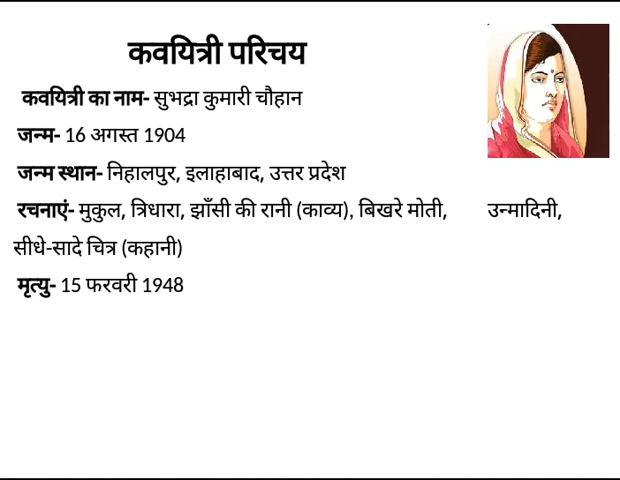 कवयित्री परिचय
कवयित्री का नाम- सुभद्रा कुमारी चौहान
जन्म- 16 अगस्त 1904
जन्म स्थान- निहालपुर, इलाहाबाद, उत्तर प्रदेश
रचनाएं- मुकुल, त्रिधारा, झाँसी की रानी (काव्य), बिखरे मोती, उन्मादिनी,
सीधे-सादे चित्र (कहानी)
मृत्यु- 15 फरवरी 1948